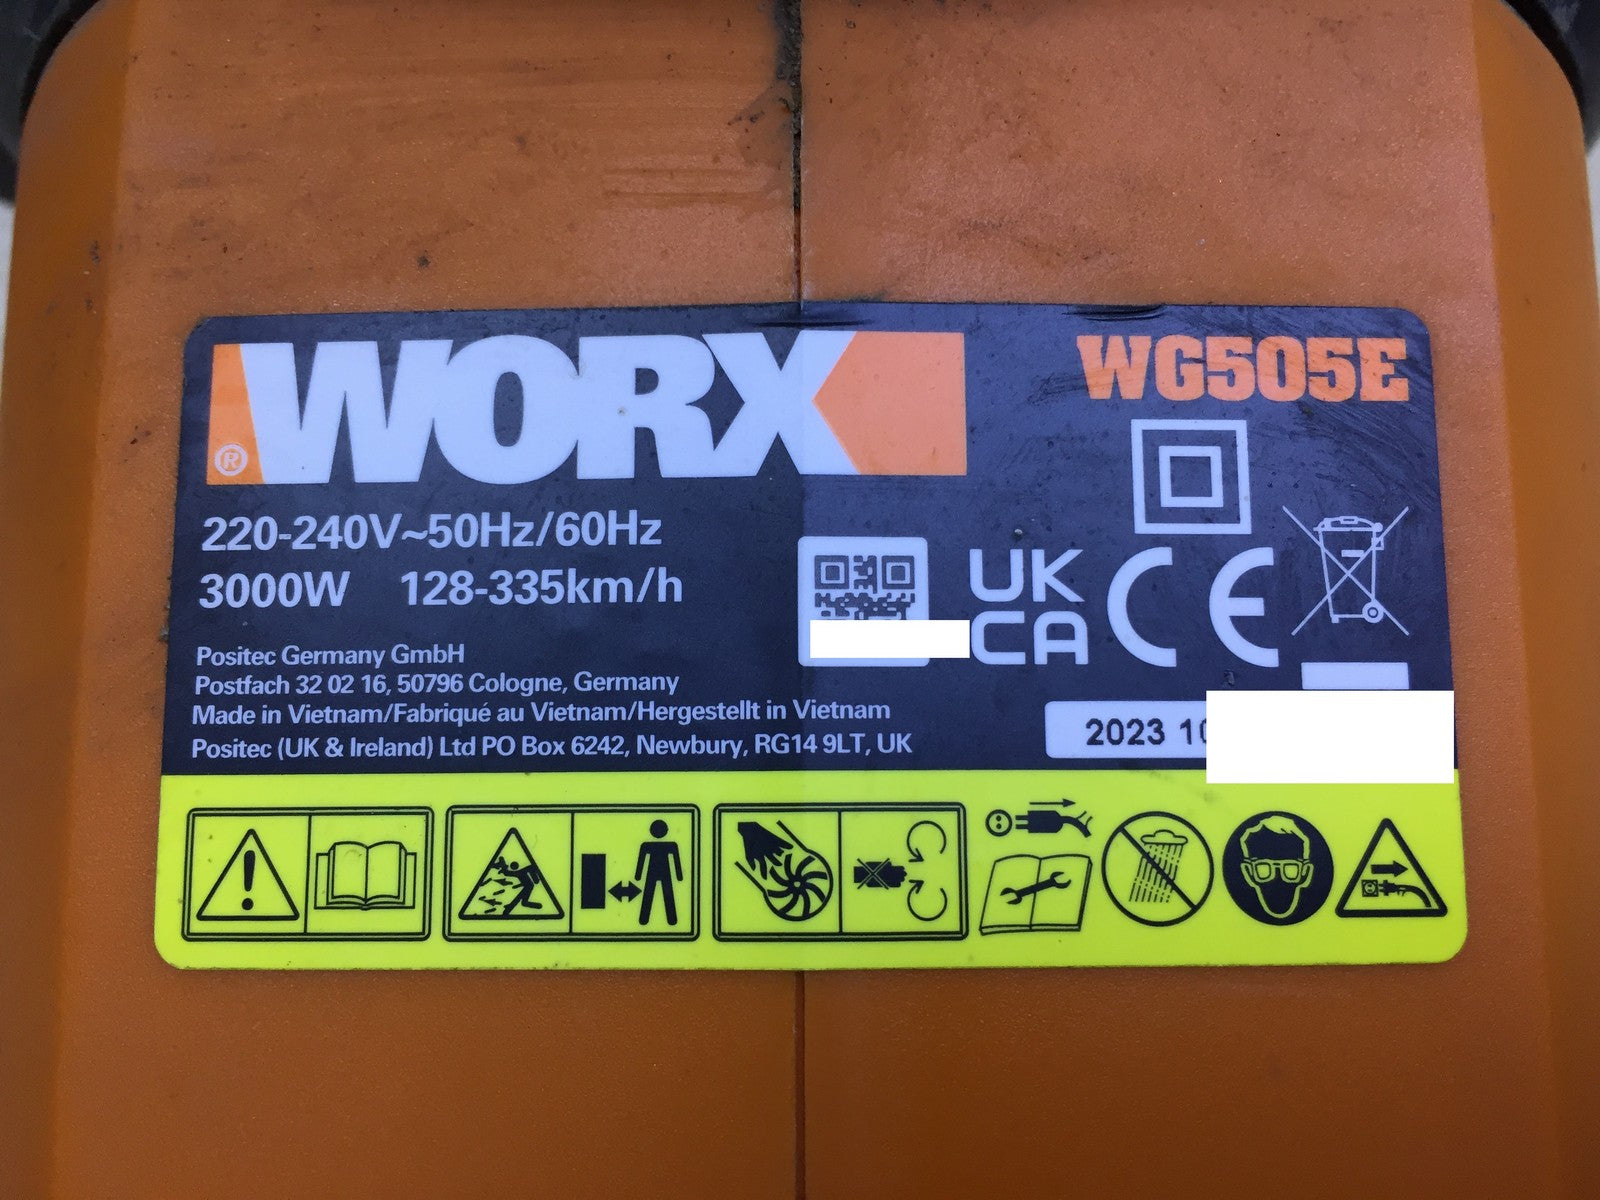 WORX
®
WG505E
220-240V~50Hz/60Hz
3000W 128-335km/h
UK
CA
CE
Positec Germany GmbH
Postfach 32 02 16, 50796 Cologne, Germany
Made in Vietnam/Fabriqué au Vietnam/Hergestellt in Vietnam
Positec (UK & Ireland) Ltd PO Box 6242, Newbury, RG14 9LT, UK
2023 10